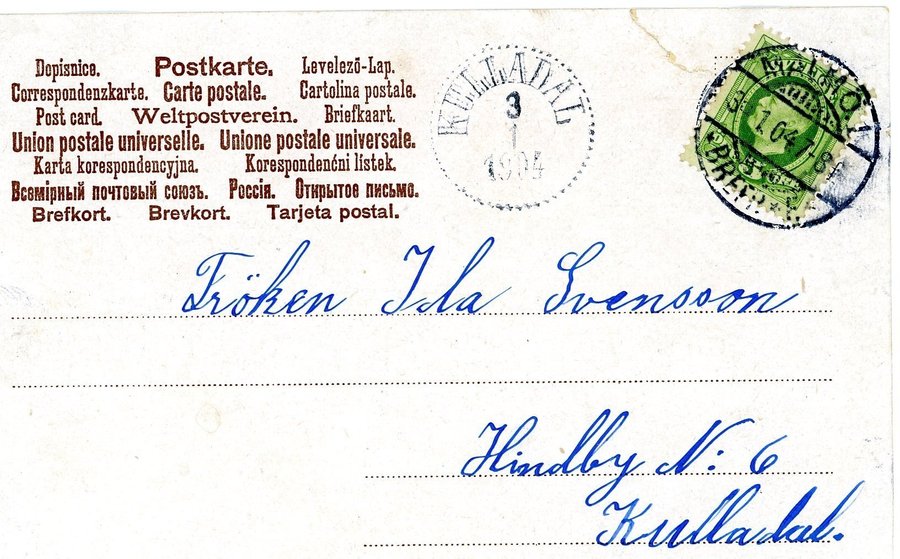 Dopisnice. Postkarte. Levelező-Lap.
Correspondenzkarte. Carte postale. Cartolina postale.
Post card. Weltpostverein. Briefkaart.
Union postale universelle. Unione postale universale.
Karta korespondencyjna. Korespondenční lístek.
Всемірный почтовый союзъ. Россія. Открытое письмо.
Brefkort. Brevkort. Tarjeta postal.
KULLADAL
3
1
1904
Fröken Ida Svensson
Hindby N: 6
Kulladal.